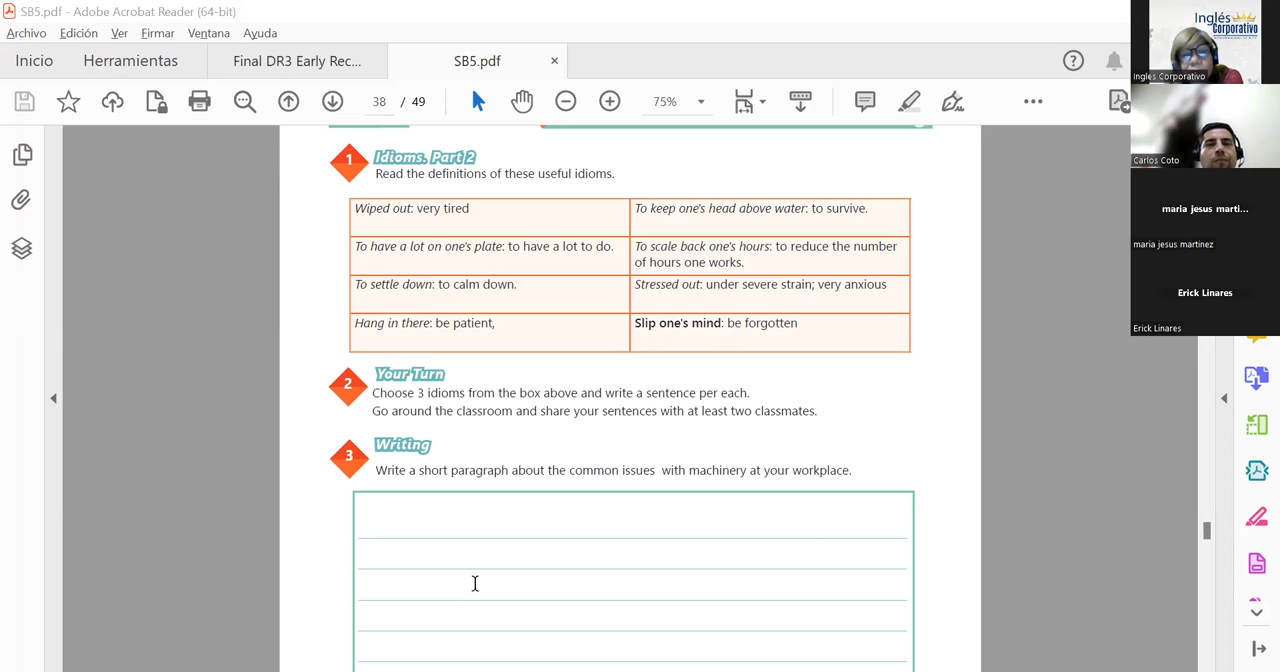 SB5.pdf - Adobe Acrobat Reader (64-bit)
Archivo Edición Ver Firmar Ventana Ayuda
Inicio Herramientas Final DR3 Early Rec... SB5.pdf ×
38 / 49 75%
1 Idioms. Part 2
Read the definitions of these useful idioms.
Wiped out: very tired
To keep one's head above water: to survive.
To have a lot on one's plate: to have a lot to do.
To scale back one's hours: to reduce the number
of hours one works.
To settle down: to calm down.
Stressed out: under severe strain; very anxious
Hang in there: be patient,
Slip one's mind: be forgotten
2 Your Turn
Choose 3 idioms from the box above and write a sentence per each.
Go around the classroom and share your sentences with at least two classmates.
3 Writing
Write a short paragraph about the common issues with machinery at your workplace.
Inglés
Corporativo
Ingles Corporativo
Carlos Coto
maria jesus marti...
maria jesus martinez
Erick Linares
Erick Linares